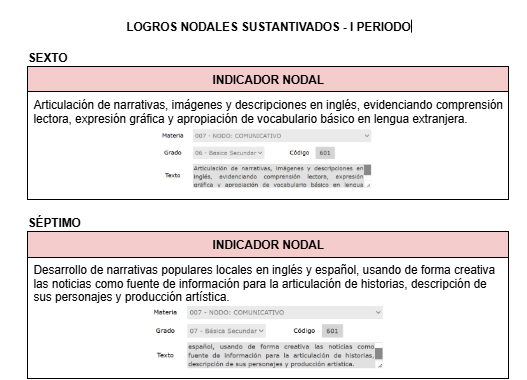 LOGROS NODALES SUSTANTIVADOS - I PERIODO
SEXTO
INDICADOR NODAL
Articulación de narrativas, imágenes y descripciones en inglés, evidenciando comprensión
lectora, expresión gráfica y apropiación de vocabulario básico en lengua extranjera.
Materia 007 - NODO: COMUNICATIVO
Grado 06 - Básica Secundar Código 601
Articulación de narrativas, imágenes y descripciones en
Texto inglés, evidenciando comprensión lectora, expresión
gráfica y apropiación de vocabulario básico en lengua
SÉPTIMO
INDICADOR NODAL
Desarrollo de narrativas populares locales en inglés y español, usando de forma creativa
las noticias como fuente de información para la articulación de historias, descripción de
sus personajes y producción artística.
Materia 007 - NODO: COMUNICATIVO
Grado 07 - Básica Secundar Código 601
español, usando de forma creativa las noticias como
Texto fuente de información para la articulación de historias,
descripción de sus personajes y producción artística.